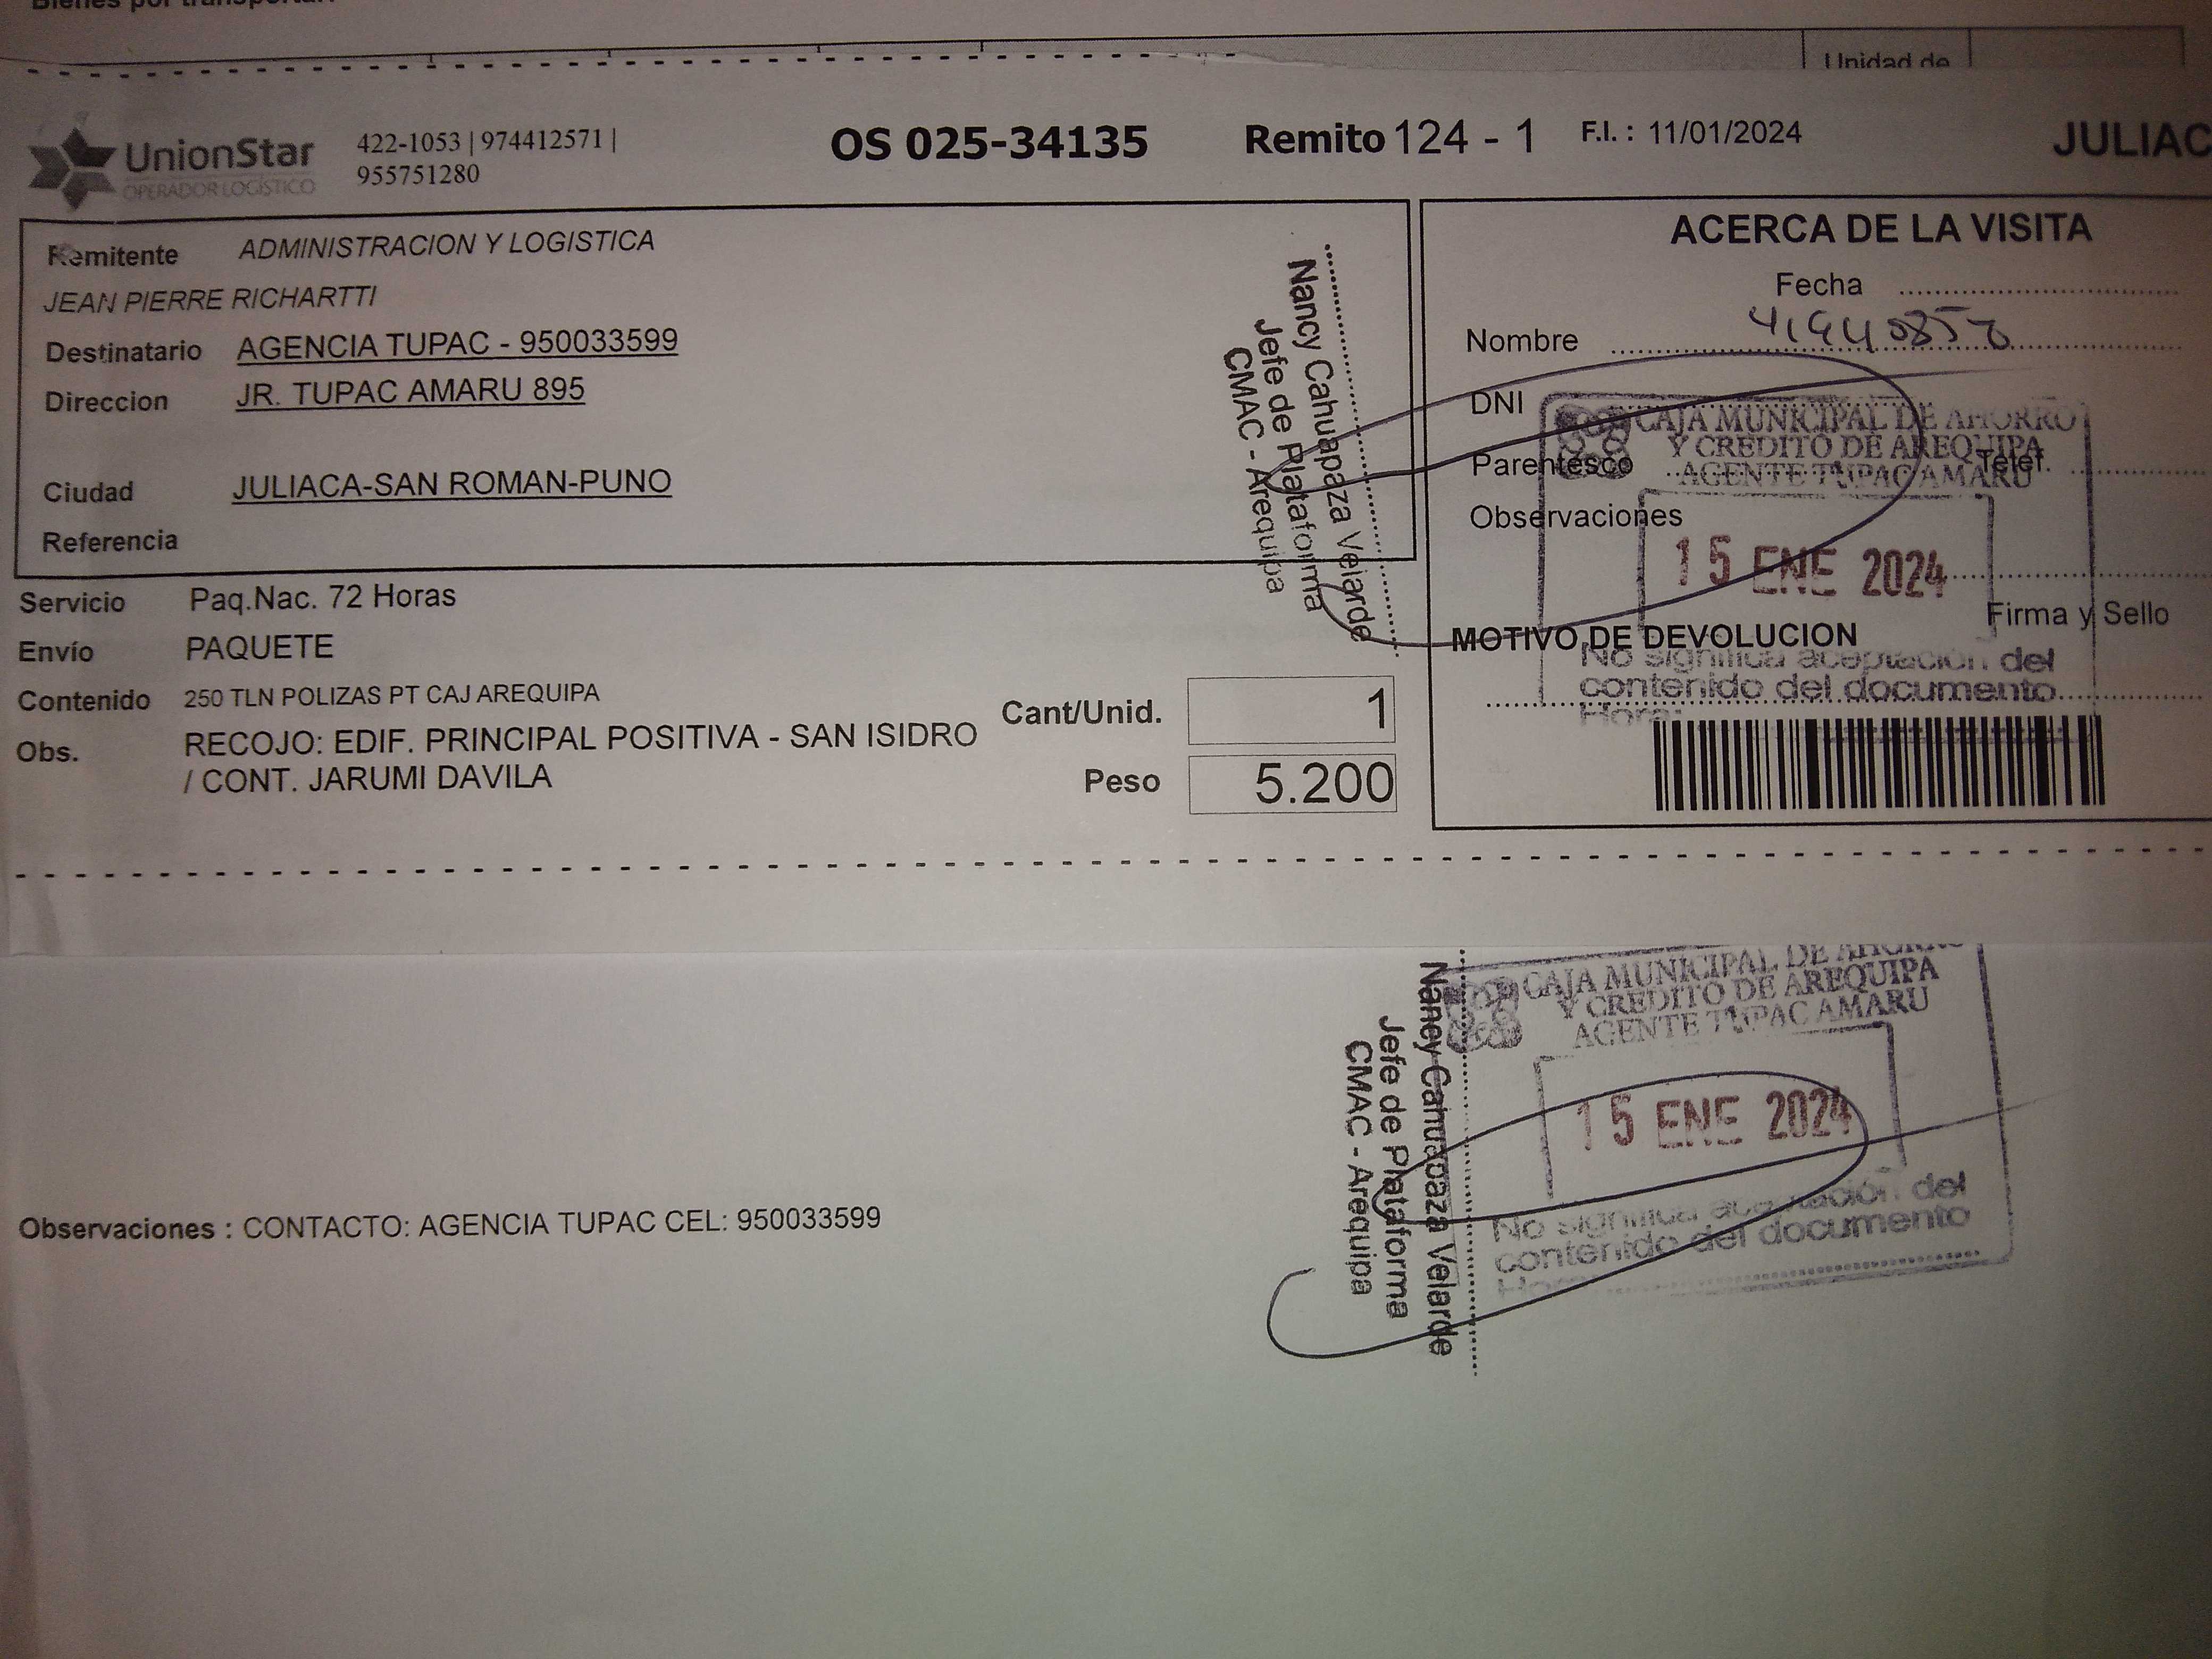 Bienes por transportar:
Unidad de
UnionStar
OPERADOR LOGÍSTICO
422-1053 | 974412571 |
955751280
OS 025-34135
Remito 124 - 1
F.I. : 11/01/2024
JULIAC
Remitente ADMINISTRACION Y LOGISTICA
JEAN PIERRE RICHARTTI
Destinatario AGENCIA TUPAC - 950033599
Direccion JR. TUPAC AMARU 895
Ciudad JULIACA-SAN ROMAN-PUNO
Referencia
Nancy Cahuapaza Velarde
Jefe de Plataforma
CMAC - Arequipa
ACERCA DE LA VISITA
Fecha
Nombre
DNI
Parentesco Telef.
Observaciones
Firma y Sello
MOTIVO DE DEVOLUCION
CAJA MUNICIPAL DE AHORRO
Y CREDITO DE AREQUIPA
AGENTE TUPAC AMARU
15 ENE 2024
No significa aceptación del
contenido del documento
Hora:
Servicio Paq.Nac. 72 Horas
Envío PAQUETE
Contenido 250 TLN POLIZAS PT CAJ AREQUIPA
Obs. RECOJO: EDIF. PRINCIPAL POSITIVA - SAN ISIDRO
/ CONT. JARUMI DAVILA
Cant/Unid. 1
Peso 5.200
CAJA MUNICIPAL DE AHORRO
Y CREDITO DE AREQUIPA
AGENTE TUPAC AMARU
15 ENE 2024
No significa aceptación del
contenido del documento
Nancy Cahuapaza Velarde
Jefe de Plataforma
CMAC - Arequipa
Observaciones : CONTACTO: AGENCIA TUPAC CEL: 950033599